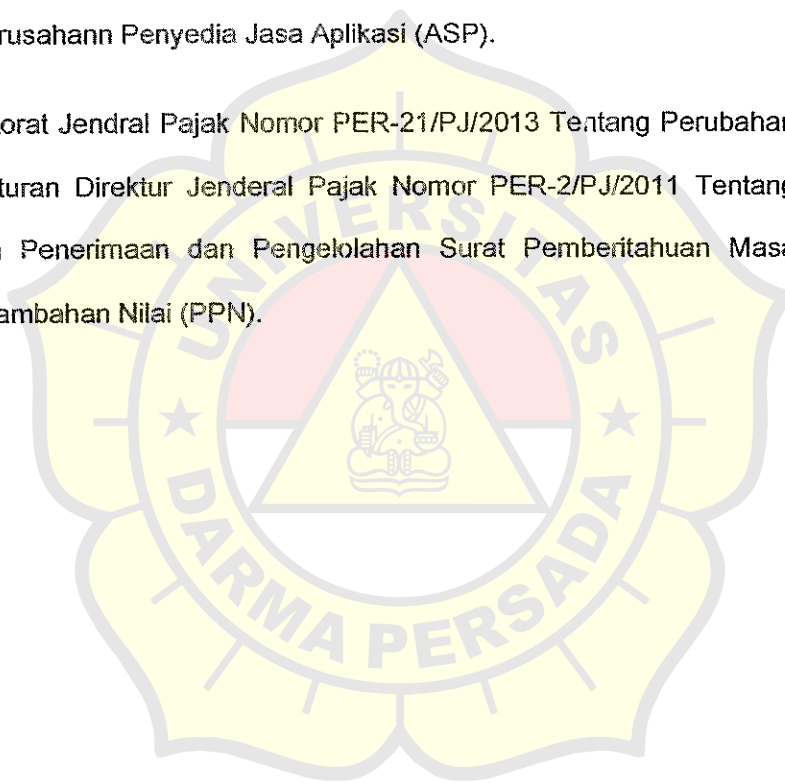 rusahann Penyedia Jasa Aplikasi (ASP).
orat Jendral Pajak Nomor PER-21/PJ/2013 Tentang Perubahan
turan Direktur Jenderal Pajak Nomor PER-2/PJ/2011 Tentang
Penerimaan dan Pengelolahan Surat Pemberitahuan Masa
ambahan Nilai (PPN).
UNIVERSITAS
DARMA PERSADA